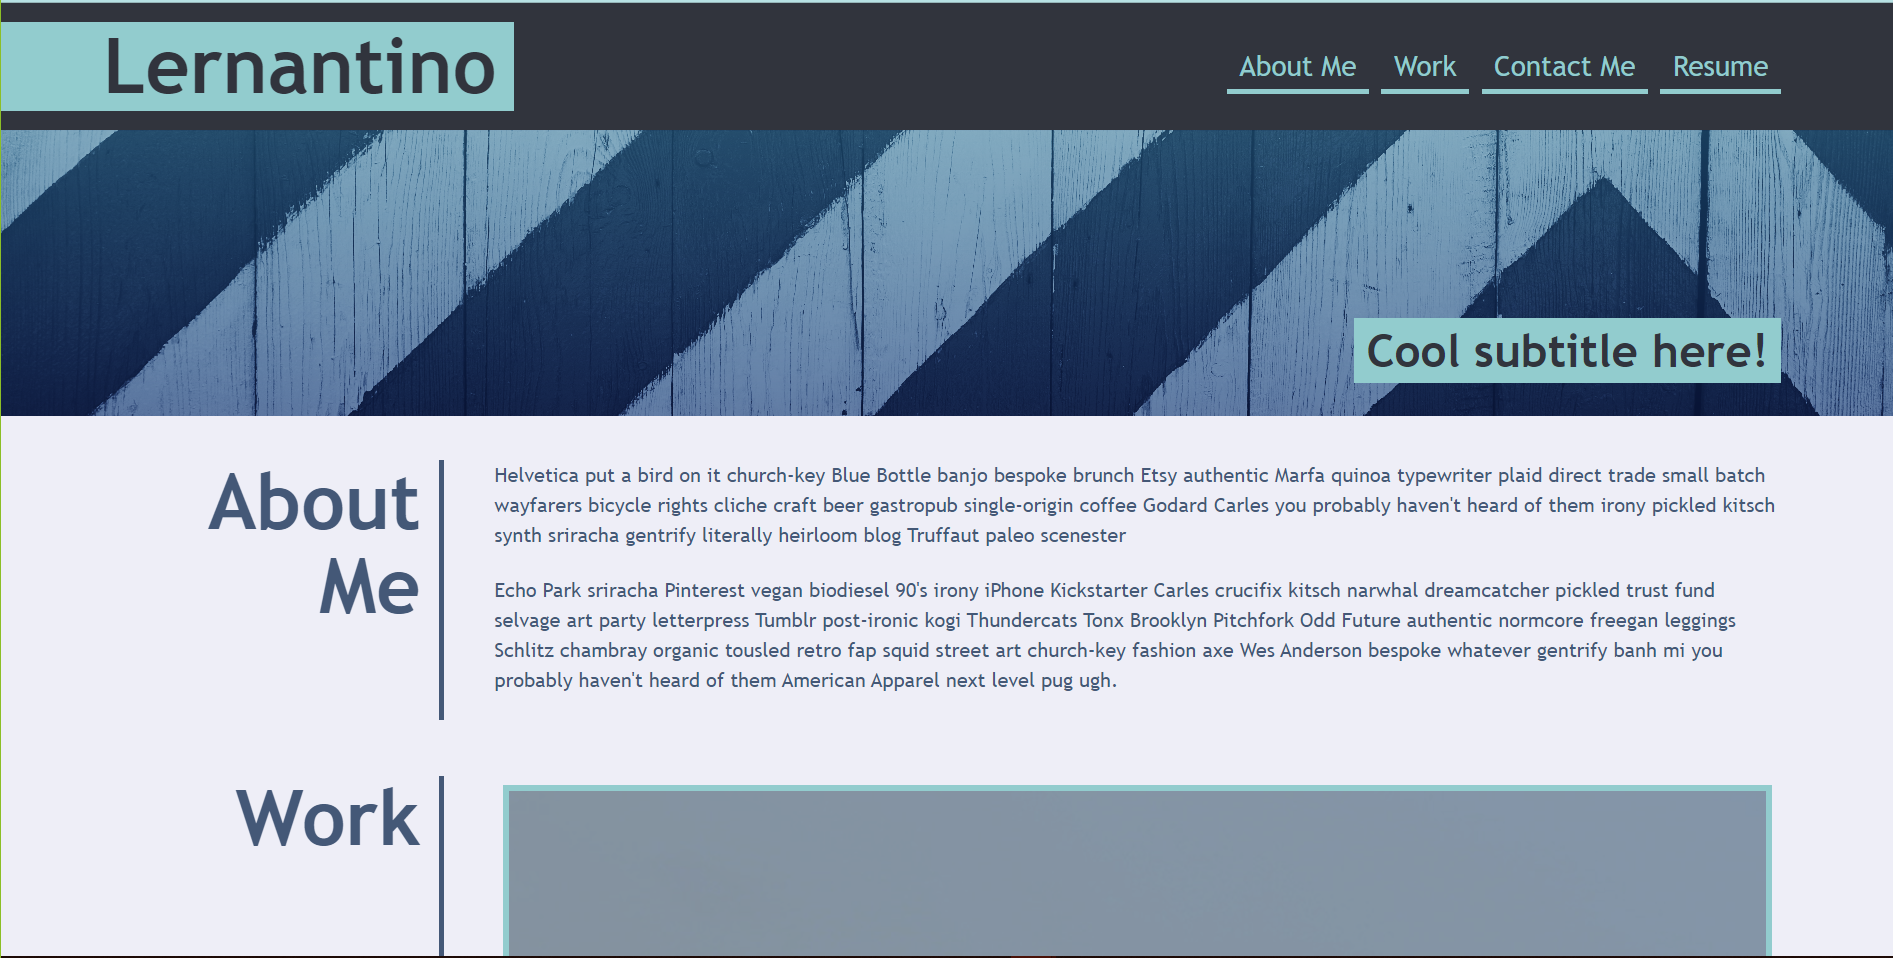 Lernantino
About Me Work Contact Me Resume
Cool subtitle here!
About
Me
Helvetica put a bird on it church-key Blue Bottle banjo bespoke brunch Etsy authentic Marfa quinoa typewriter plaid direct trade small batch
wayfarers bicycle rights cliche craft beer gastropub single-origin coffee Godard Carles you probably haven't heard of them irony pickled kitsch
synth sriracha gentrify literally heirloom blog Truffaut paleo scenester
Echo Park sriracha Pinterest vegan biodiesel 90's irony iPhone Kickstarter Carles crucifix kitsch narwhal dreamcatcher pickled trust fund
selvage art party letterpress Tumblr post-ironic kogi Thundercats Tonx Brooklyn Pitchfork Odd Future authentic normcore freegan leggings
Schlitz chambray organic tousled retro fap squid street art church-key fashion axe Wes Anderson bespoke whatever gentrify banh mi you
probably haven't heard of them American Apparel next level pug ugh.
Work